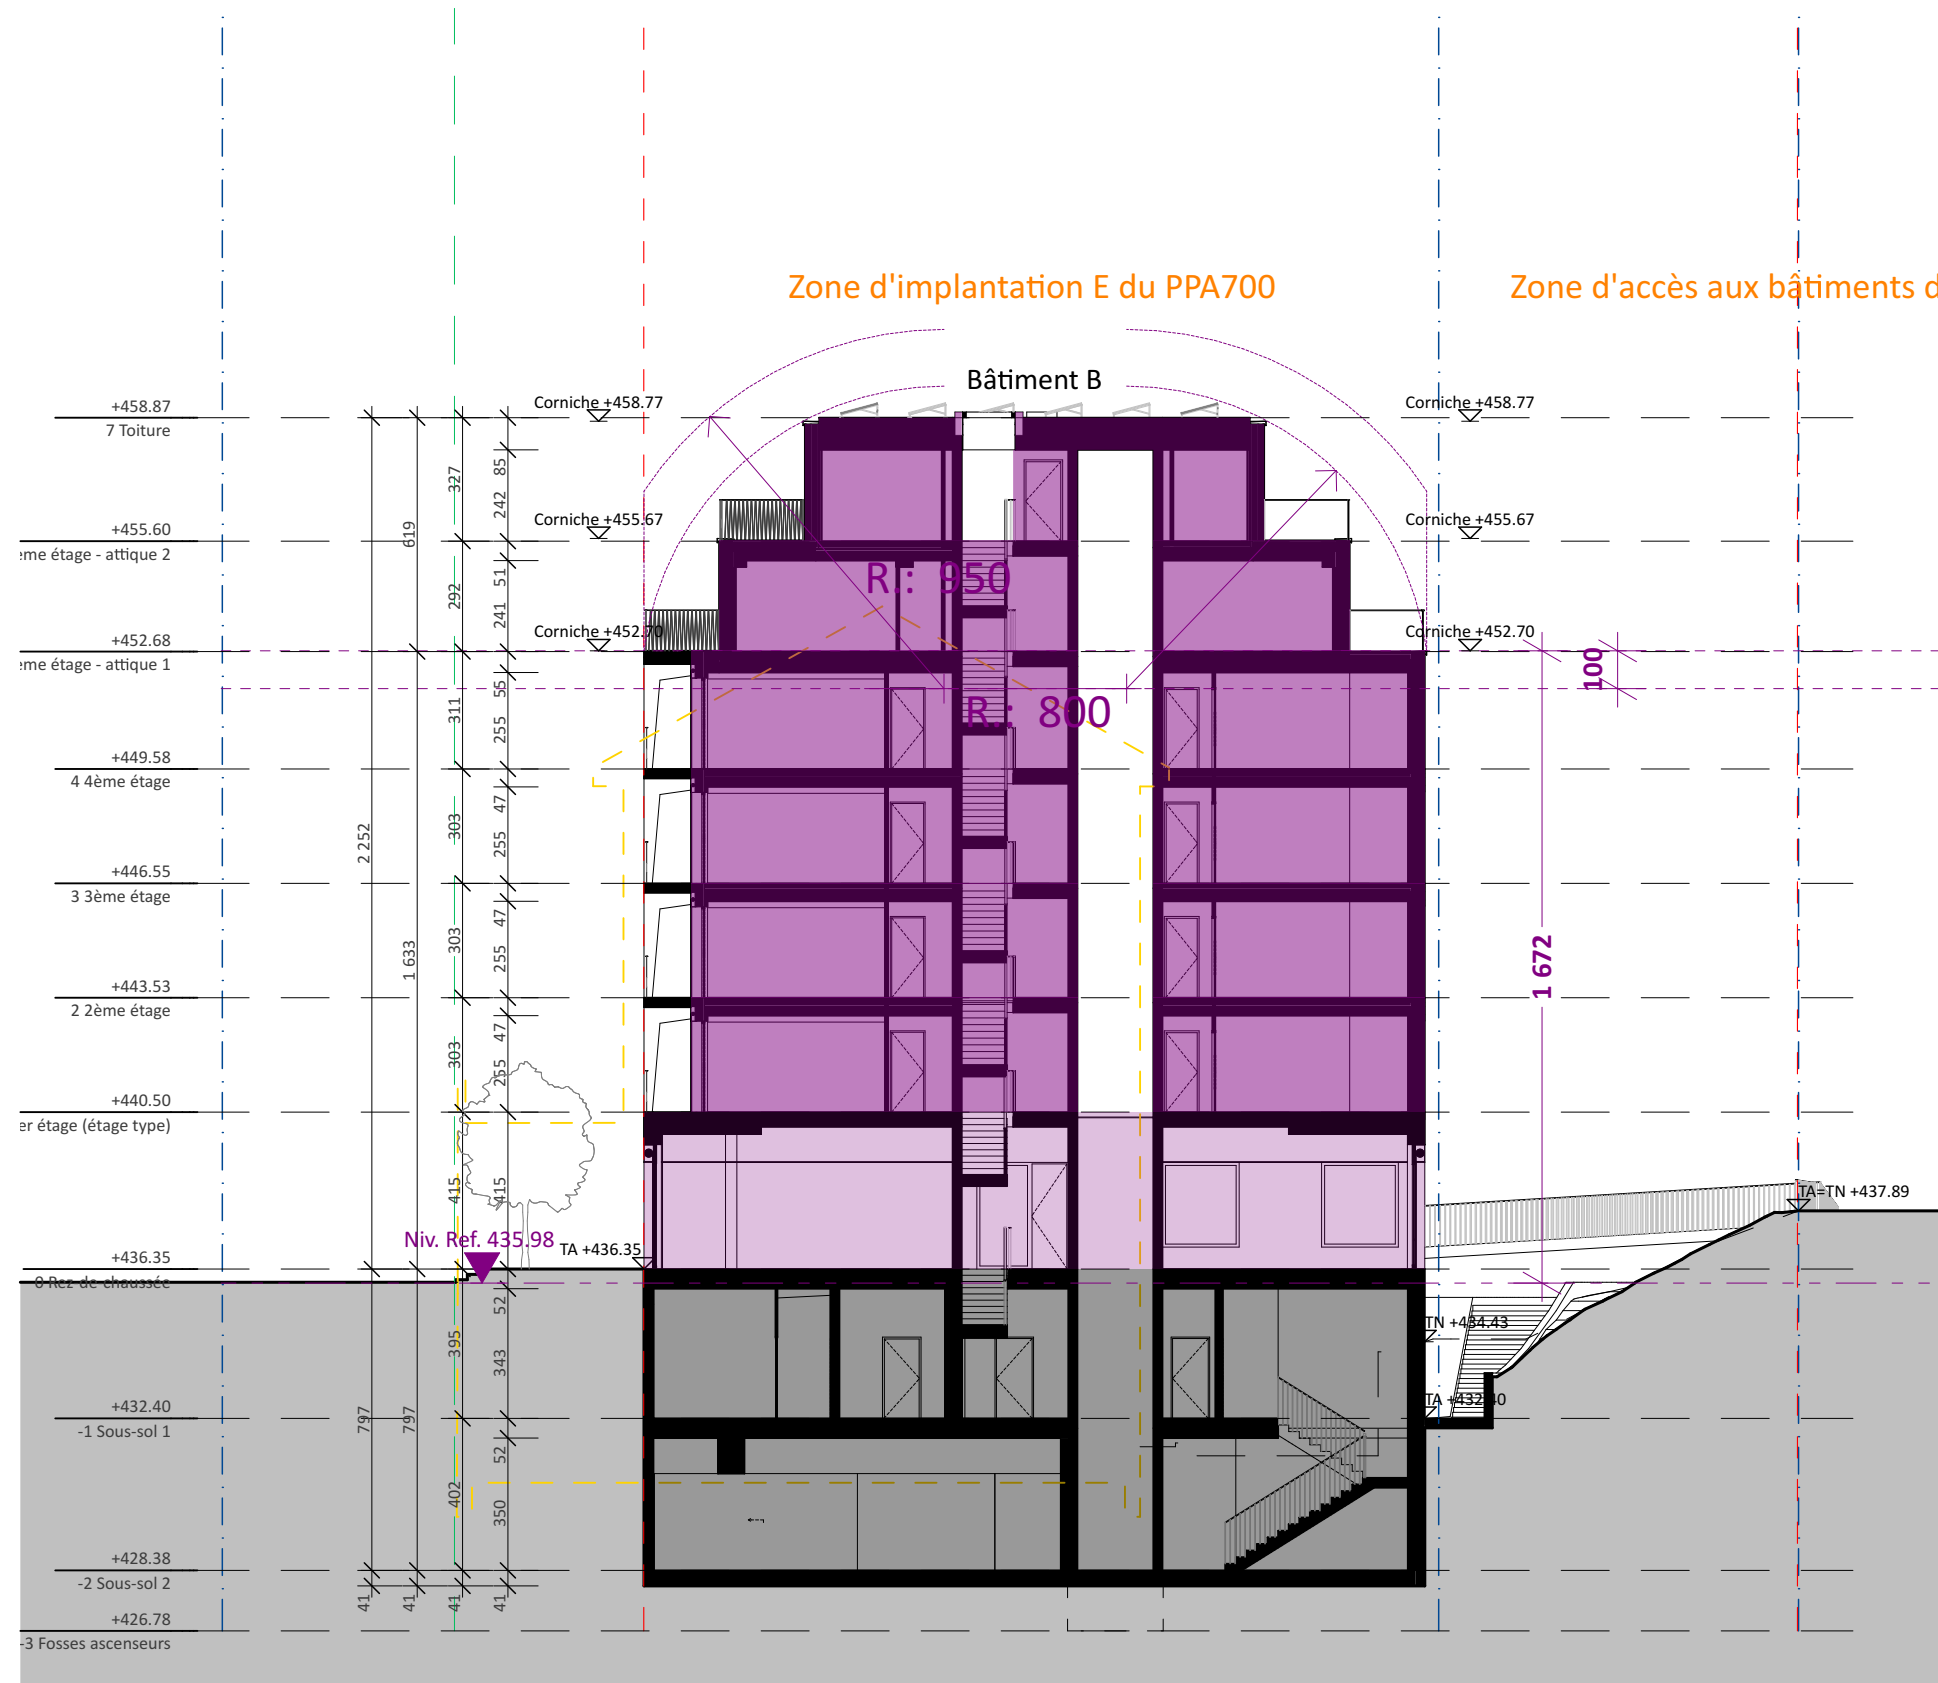 Zone d'implantation E du PPA700
Zone d'accès aux bâtiments d
Bâtiment B
+458.87
7 Toiture
Corniche +458.77
Corniche +458.77
+455.60
eme étage - attique 2
Corniche +455.67
Corniche +455.67
+452.68
eme étage - attique 1
Corniche +452.70
Corniche +452.70
+449.58
4 4ème étage
+446.55
3 3ème étage
+443.53
2 2ème étage
+440.50
er étage (étage type)
+436.35
0 Rez-de-chaussée
+432.40
-1 Sous-sol 1
+428.38
-2 Sous-sol 2
+426.78
-3 Fosses ascenseurs
2 252
797
41
619
1 633
797
41
327
292
311
303
303
303
415
395
402
41
85
242
51
241
55
255
47
255
47
255
47
255
415
52
343
52
350
41
R.: 950
R.: 800
100
1 672
Niv. Ref. 435.98
TA +436.35
TA=TN +437.89
TN +434.43
TA +432.40